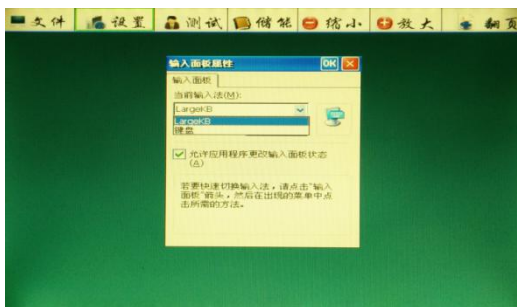 文件 设置 测试 储能 缩小 放大 翻页
输入面板属性 OK
输入面板
当前输入法(M):
LargeKB
LargeKB
键盘
允许应用程序更改输入面板状态
(A)
若要快速切换输入法，请点击"输入
面板"箭头，然后在出现的菜单中点
击所需的方法。